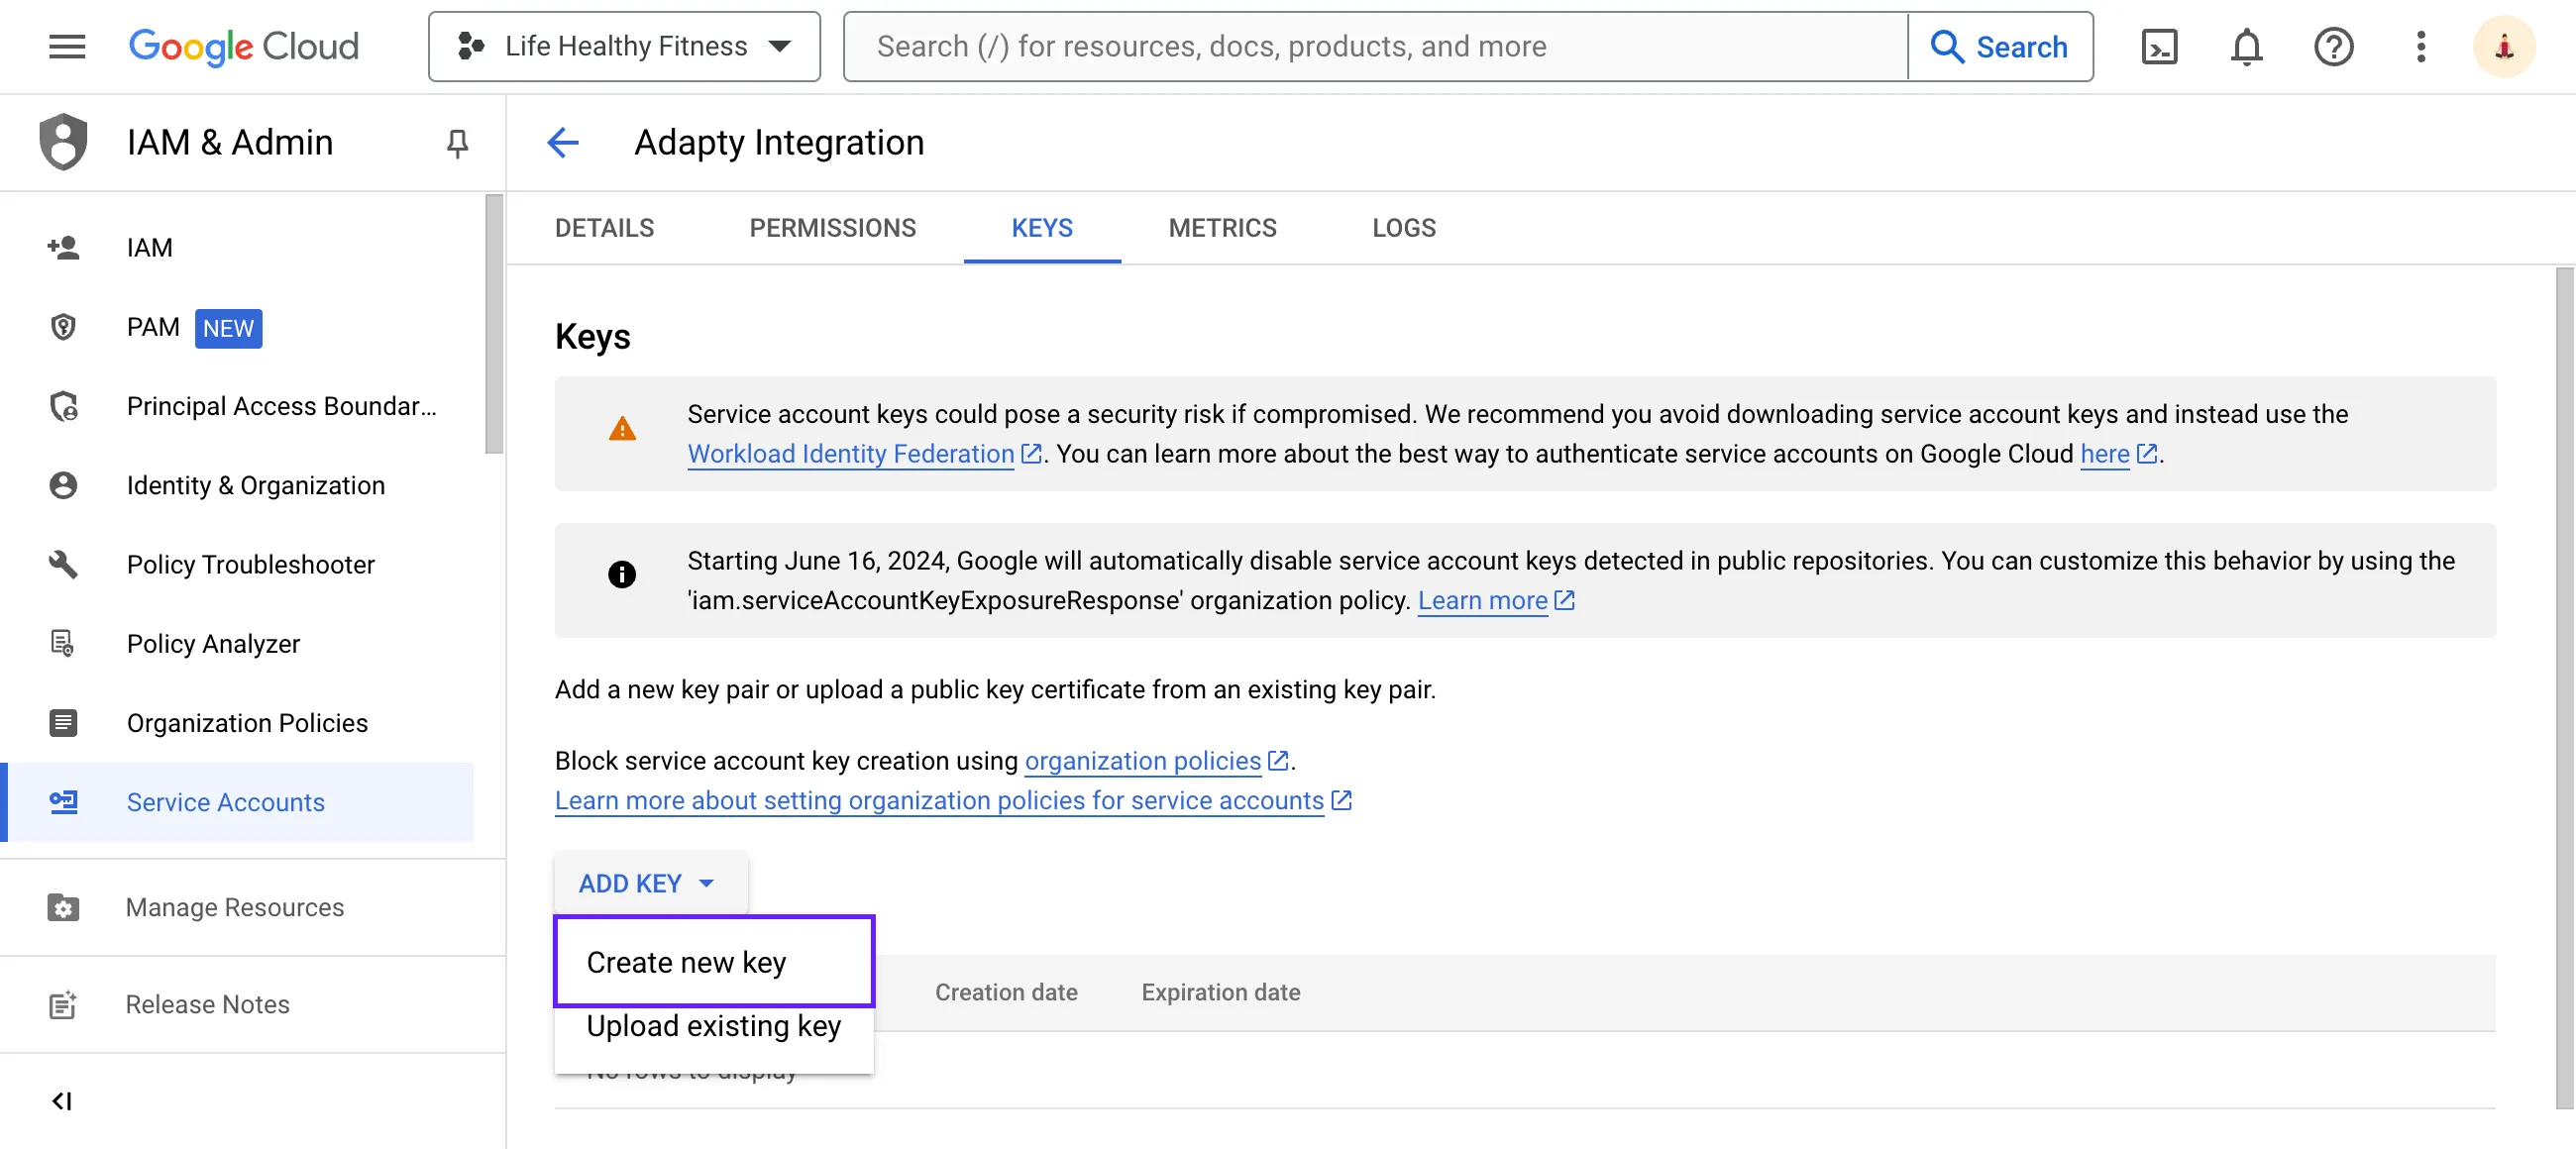 Google Cloud
Life Healthy Fitness
Search (/) for resources, docs, products, and more
Search
IAM & Admin
Adapty Integration
DETAILS
PERMISSIONS
KEYS
METRICS
LOGS
IAM
PAM NEW
Principal Access Boundar...
Identity & Organization
Policy Troubleshooter
Policy Analyzer
Organization Policies
Service Accounts
Manage Resources
Release Notes
Keys
Service account keys could pose a security risk if compromised. We recommend you avoid downloading service account keys and instead use the
Workload Identity Federation. You can learn more about the best way to authenticate service accounts on Google Cloud here.
Starting June 16, 2024, Google will automatically disable service account keys detected in public repositories. You can customize this behavior by using the
'iam.serviceAccountKeyExposureResponse' organization policy. Learn more
Add a new key pair or upload a public key certificate from an existing key pair.
Block service account key creation using organization policies.
Learn more about setting organization policies for service accounts
ADD KEY
Create new key
Upload existing key
Creation date
Expiration date
No rows to display